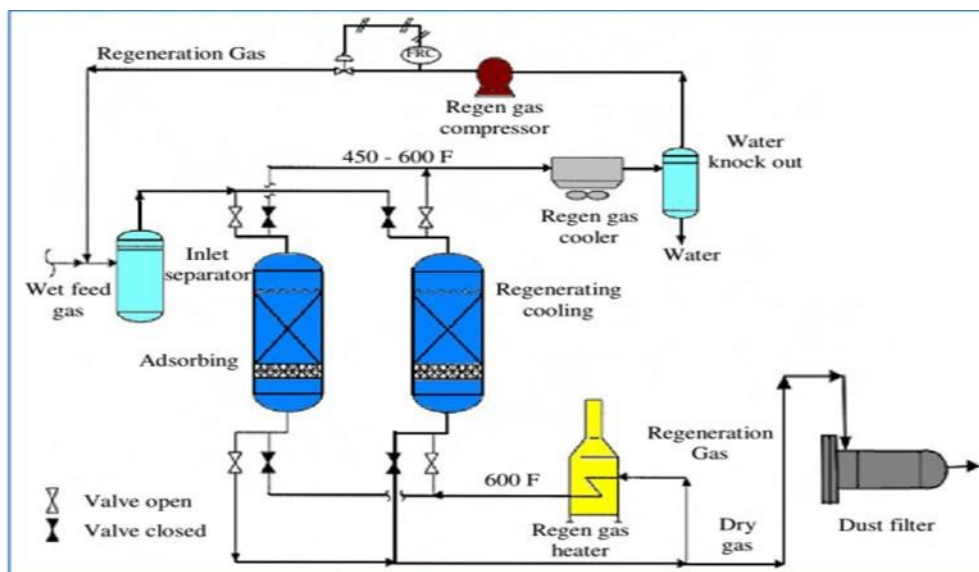 FRC
Regeneration Gas
Regen gas
compressor
Water
knock out
450 - 600 F
Regen gas
cooler
Water
Inlet
separator
Wet feed
gas
Regenerating
cooling
Adsorbing
Regeneration
Gas
600 F
Valve open
Valve closed
Regen gas
heater
Dry
gas
Dust filter